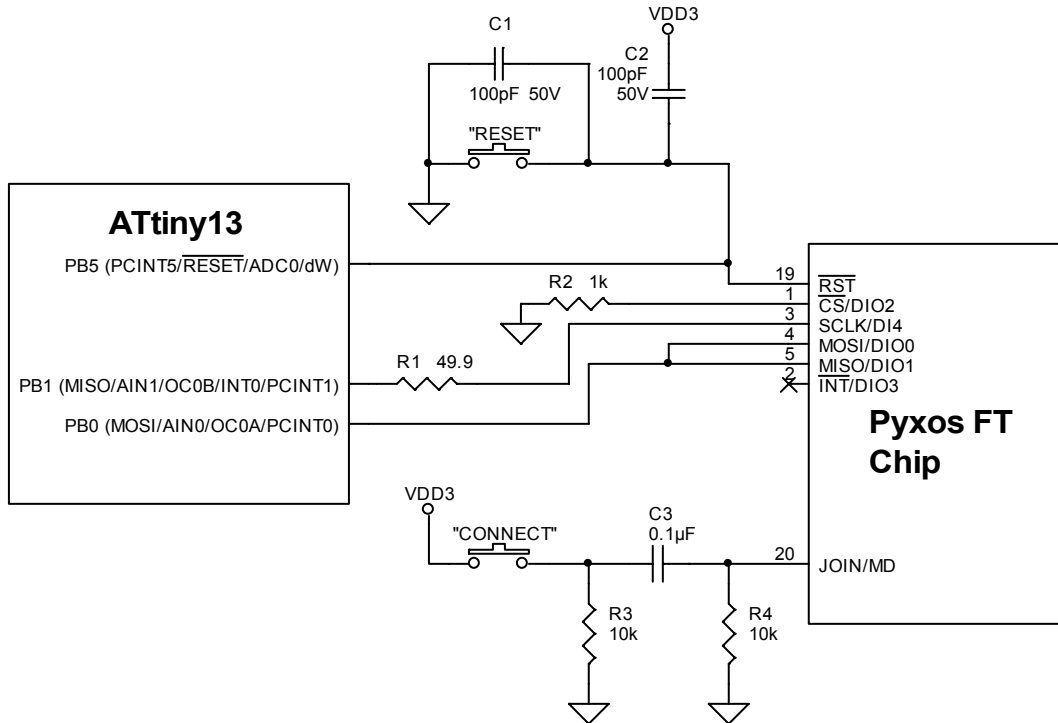 VDD3
C1
C2
100pF
50V
100pF 50V
"RESET"
ATtiny13
PB5 (PCINT5/RESET/ADC0/dW)
19
RST
R2 1k
1
CS/DIO2
3
SCLK/DI4
4
MOSI/DIO0
R1 49.9
5
MISO/DIO1
2
INT/DIO3
PB1 (MISO/AIN1/OC0B/INT0/PCINT1)
PB0 (MOSI/AIN0/OC0A/PCINT0)
Pyxos FT
Chip
VDD3
"CONNECT"
C3
0.1µF
20
JOIN/MD
R3
10k
R4
10k